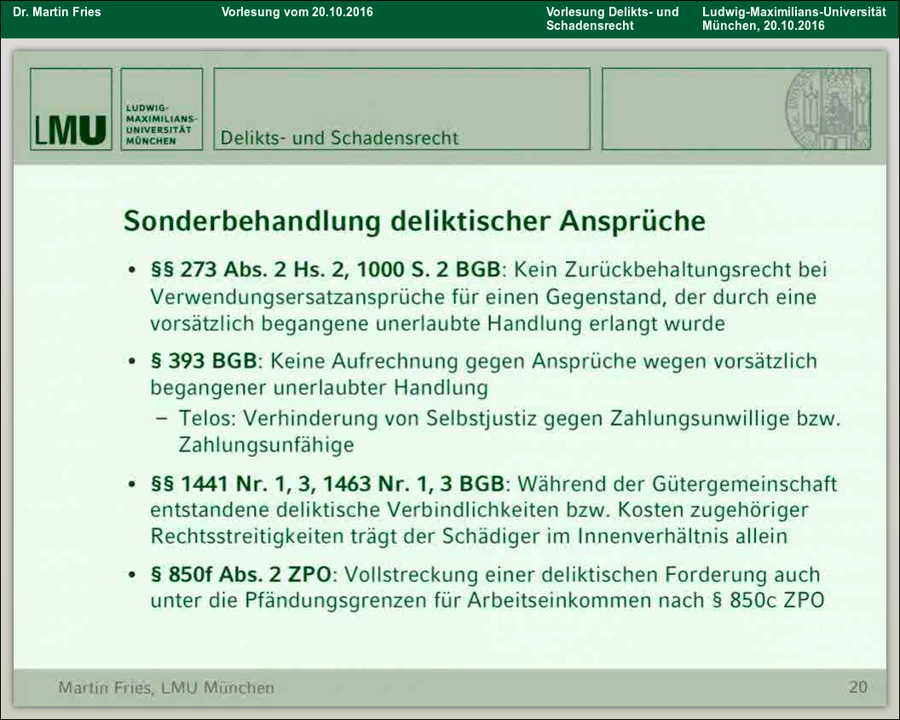 Dr. Martin Fries
Vorlesung vom 20.10.2016
Vorlesung Delikts- und
Schadensrecht
Ludwig-Maximilians-Universität
München, 20.10.2016
LMU
LUDWIG-
MAXIMILIANS-
UNIVERSITÄT
MÜNCHEN
Delikts- und Schadensrecht
Sonderbehandlung deliktischer Ansprüche
• §§ 273 Abs. 2 Hs. 2, 1000 S. 2 BGB: Kein Zurückbehaltungsrecht bei
Verwendungsersatzansprüche für einen Gegenstand, der durch eine
vorsätzlich begangene unerlaubte Handlung erlangt wurde
• § 393 BGB: Keine Aufrechnung gegen Ansprüche wegen vorsätzlich
begangener unerlaubter Handlung
– Telos: Verhinderung von Selbstjustiz gegen Zahlungsunwillige bzw.
Zahlungsunfähige
• §§ 1441 Nr. 1, 3, 1463 Nr. 1, 3 BGB: Während der Gütergemeinschaft
entstandene deliktische Verbindlichkeiten bzw. Kosten zugehöriger
Rechtsstreitigkeiten trägt der Schädiger im Innenverhältnis allein
• § 850f Abs. 2 ZPO: Vollstreckung einer deliktischen Forderung auch
unter die Pfändungsgrenzen für Arbeitseinkommen nach § 850c ZPO
Martin Fries, LMU München
20